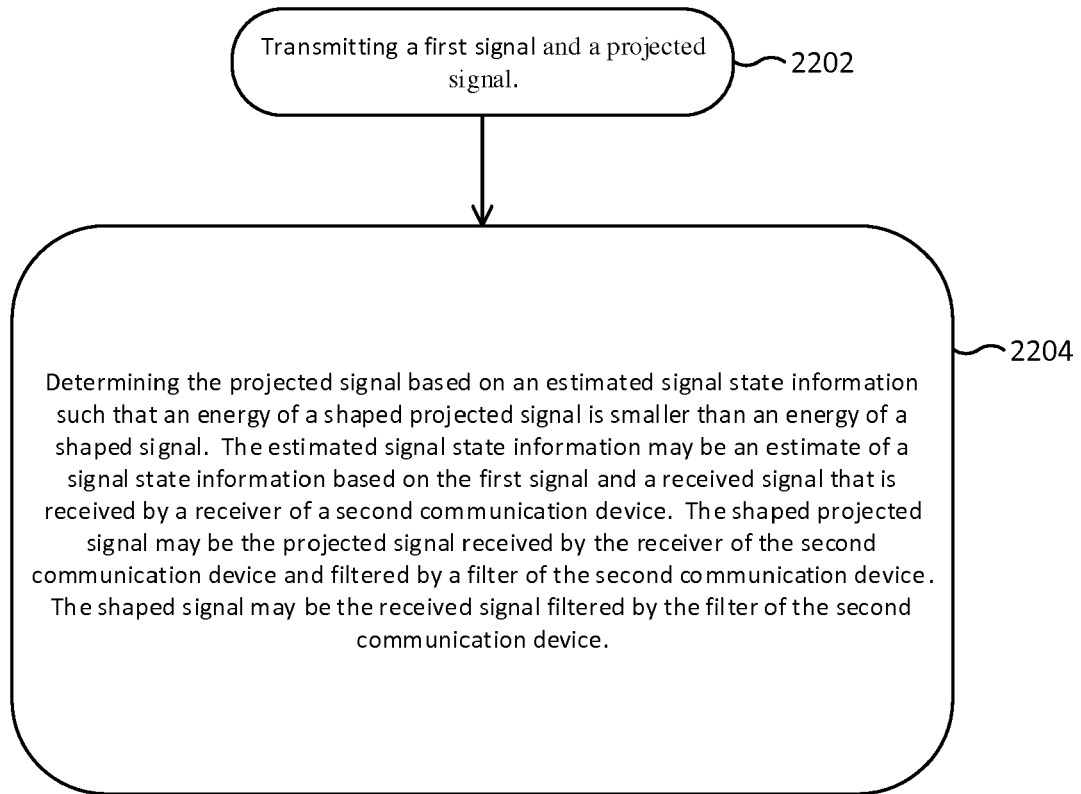 Transmitting a first signal and a projected
signal.
2202
2204
Determining the projected signal based on an estimated signal state information
such that an energy of a shaped projected signal is smaller than an energy of a
shaped signal. The estimated signal state information may be an estimate of a
signal state information based on the first signal and a received signal that is
received by a receiver of a second communication device. The shaped projected
signal may be the projected signal received by the receiver of the second
communication device and filtered by a filter of the second communication device.
The shaped signal may be the received signal filtered by the filter of the second
communication device.